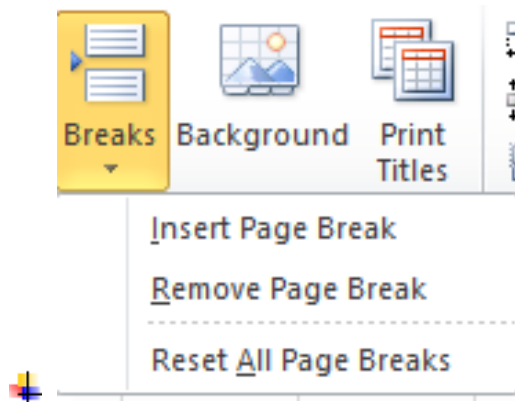 Breaks Background Print
Titles
Insert Page Break
Remove Page Break
Reset All Page Breaks